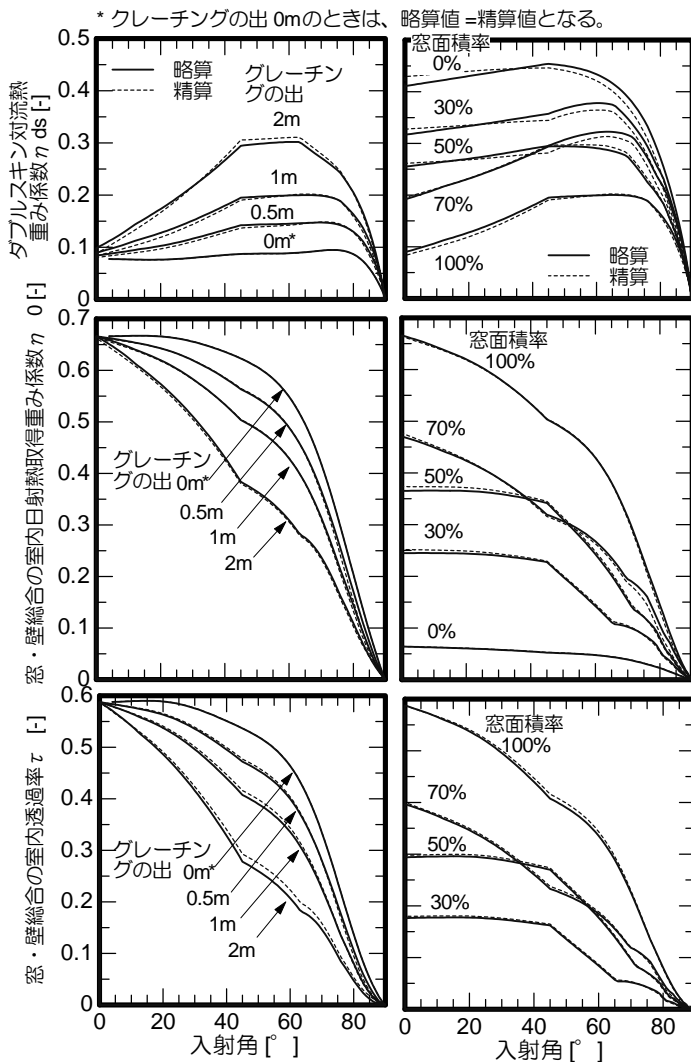 * クレーチングの出 0mのときは、略算値 =精算値となる。
ダブルスキン対流熱
重み係数 η ds [-]
0.5
0.4
0.3
0.2
0.1
0
略算
精算
グレーチン
グの出
2m
1m
0.5m
0m*
窓面積率
0%
30%
50%
70%
100%
略算
精算
窓・壁総合の室内日射熱取得重み係数 η 0 [-]
0.7
0.6
0.5
0.4
0.3
0.2
0.1
0
グレーチン
グの出 0m*
0.5m
1m
2m
窓面積率
100%
70%
50%
30%
0%
窓・壁総合の室内透過率 τ [-]
0.6
0.5
0.4
0.3
0.2
0.1
0
グレーチン
グの出 0m*
0.5m
1m
2m
窓面積率
100%
70%
50%
30%
0 20 40 60 80
入射角 [°]
0 20 40 60 80
入射角 [°]